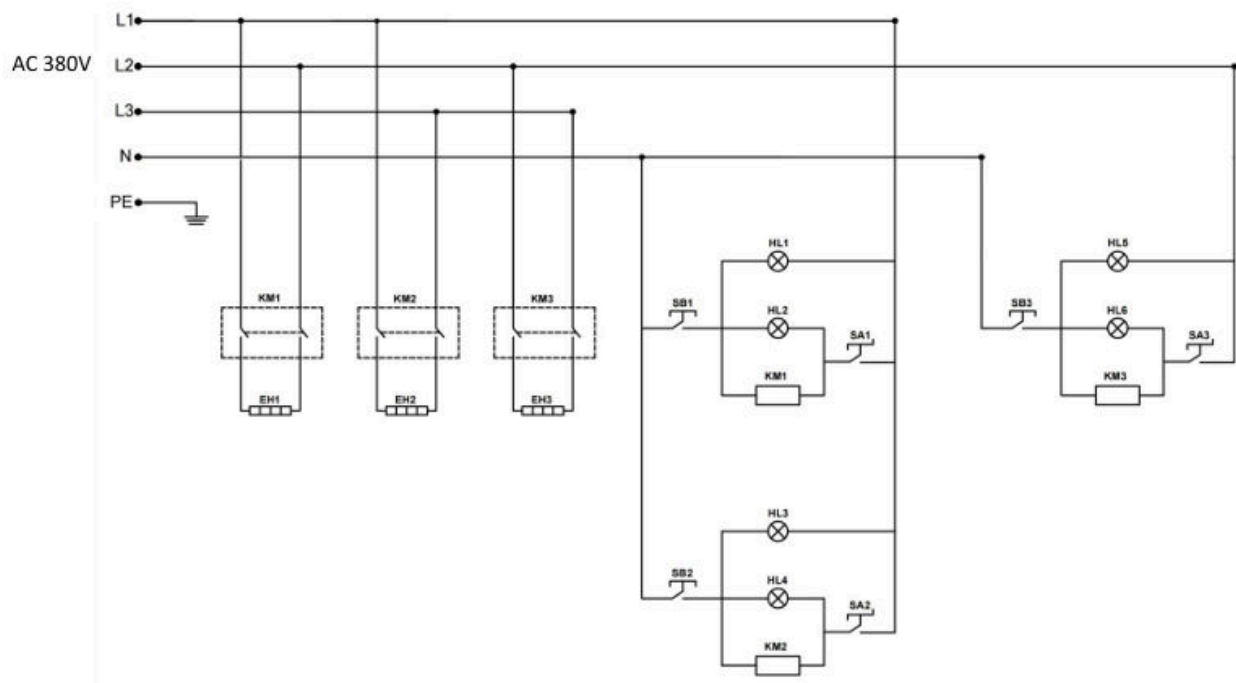 L1
AC 380V
L2
L3
N
PE
HL1
HL5
KM1
KM2
KM3
SB1
HL2
SA1
SB3
HL6
SA3
EH1
EH2
EH3
KM1
KM3
HL3
SB2
HL4
SA2
KM2